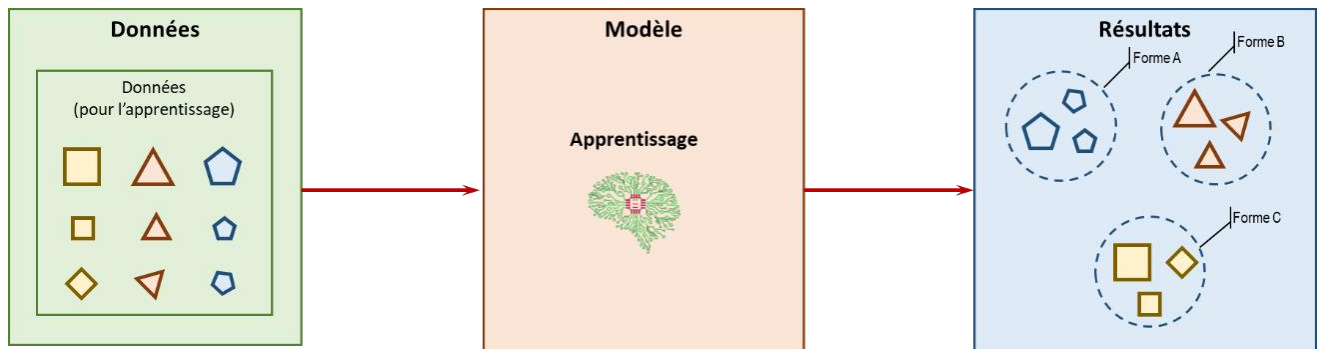 Données
Données
(pour l'apprentissage)
Modèle
Apprentissage
Résultats
Forme A
Forme B
Forme C